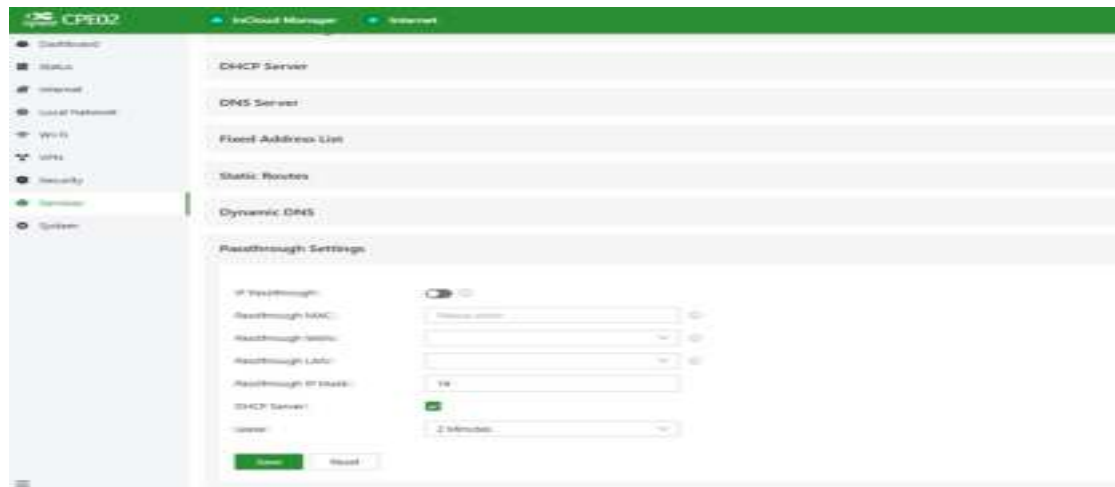 CPE02
InCloud Manager
Internet
Dashboard
Status
Internet
Local Network
Wi-Fi
VPN
Security
Services
System
DHCP Server
DNS Server
Fixed Address List
Static Routes
Dynamic DNS
Passthrough Settings
IP Passthrough:
Passthrough MAC:
Please enter
Passthrough WAN:
Passthrough LAN:
Passthrough IP Mask:
DHCP Server:
Lease:
2 Minutes
Save
Reset